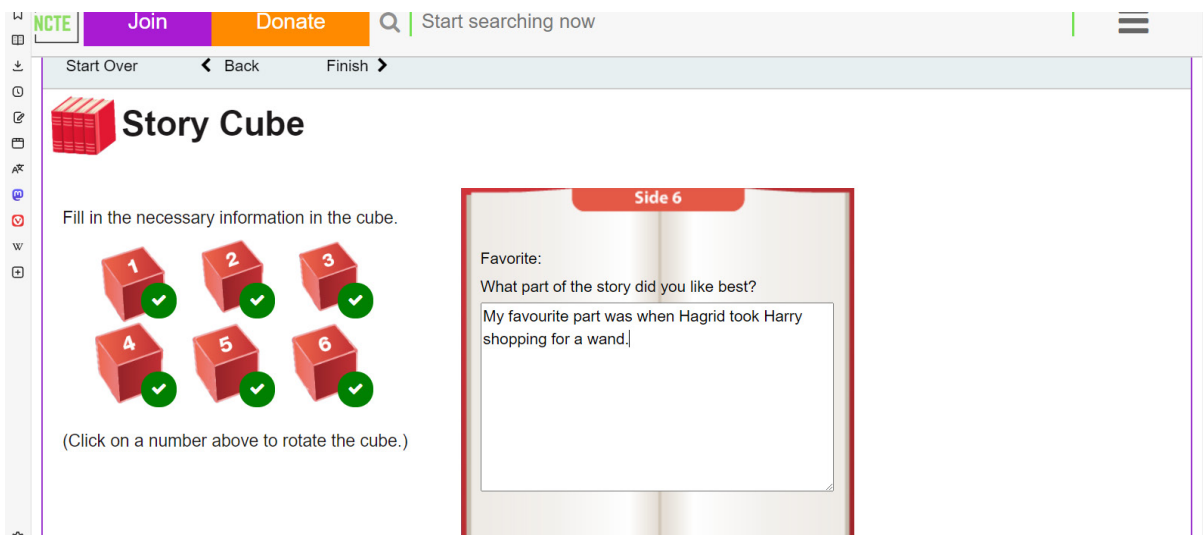 NCTE
Join
Donate
Start searching now
Start Over
Back
Finish
Story Cube
Fill in the necessary information in the cube.
1
2
3
4
5
6
(Click on a number above to rotate the cube.)
Side 6
Favorite:
What part of the story did you like best?
My favourite part was when Hagrid took Harry
shopping for a wand.
W